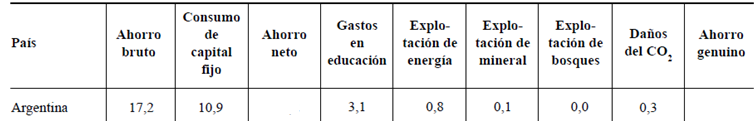 País
Ahorro
bruto
Consumo
de
capital
fijo
Ahorro
neto
Gastos
en
educación
Explo-
tación de
energía
Explo-
tación de
mineral
Explo-
tación de
bosques
Daños
del CO2
Ahorro
genuino
Argentina 17,2 10,9 3,1 0,8 0,1 0,0 0,3